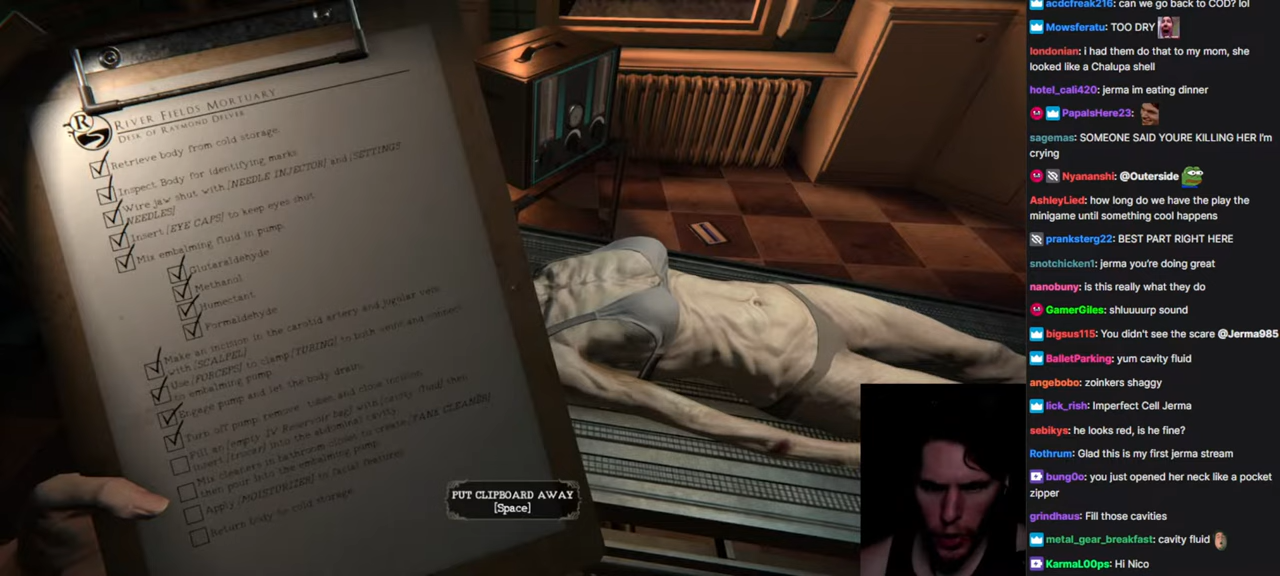 RIVER FIELDS MORTUARY
DESK OF RAYMOND DELVER
Retrieve body from cold storage.
Inspect Body for identifying marks.
Wire jaw shut with [NEEDLE INJECTOR] and [SETTINGS
NEEDLES]
Insert [EYE CAPS] to keep eyes shut.
Mix embalming fluid in pump.
Glutaraldehyde
Methanol
Humectant
Formaldehyde
Make an incision in the carotid artery and jugular vein
with [SCALPEL]
Use [FORCEPS] to clamp [TUBING] to both veins and connect
to embalming pump.
Engage pump and let the body drain.
Turn off pump, remove tubes, and close incision.
Fill an [empty IV Reservoir bag] with [cavity fluid] then
insert [trocar] into the abdominal cavity.
Mix cleaners in bathroom closet to create [TANK CLEANER]
then pour into the embalming pump.
Apply [MOISTURIZER] to facial features.
Return body to cold storage.
PUT CLIPBOARD AWAY
[Space]
acdcfreak216: can we go back to COD? lol
Mowsferatu: TOO DRY
londonian: i had them do that to my mom, she
looked like a Chalupa shell
hotel_cali420: jerma im eating dinner
PapaIsHere23:
sagemas: SOMEONE SAID YOURE KILLING HER I'm
crying
Nyananshi: @Outerside
AshleyLied: how long do we have the play the
minigame until something cool happens
pranksterg22: BEST PART RIGHT HERE
snotchicken1: jerma you're doing great
nanobuny: is this really what they do
GamerGiles: shluuuurp sound
bigsus115: You didn't see the scare @Jerma985
BalletParking: yum cavity fluid
angebobo: zoinkers shaggy
lick_rish: Imperfect Cell Jerma
sebikys: he looks red, is he fine?
Rothrum: Glad this is my first jerma stream
bung0o: you just opened her neck like a pocket
zipper
grindhaus: Fill those cavities
metal_gear_breakfast: cavity fluid
KarmaL00ps: Hi Nico